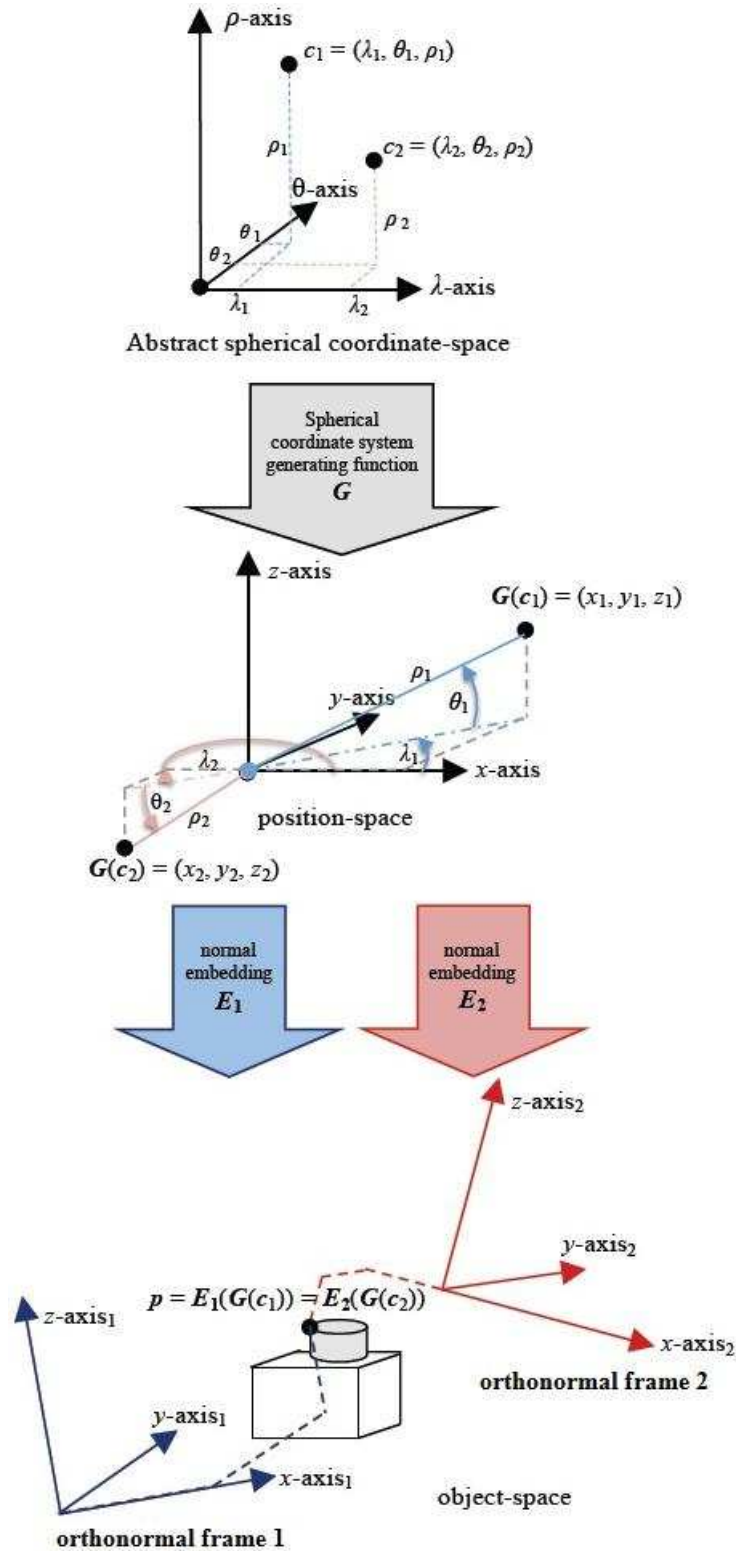 ρ-axis
c₁ = (λ₁, θ₁, ρ₁)
ρ₁
c₂ = (λ₂, θ₂, ρ₂)
θ-axis
ρ₂
θ₁
θ₂
λ-axis
λ₁
λ₂
Abstract spherical coordinate-space
Spherical
coordinate system
generating function
G
z-axis
G(c₁) = (x₁, y₁, z₁)
ρ₁
y-axis
θ₁
λ₂
λ₁
x-axis
θ₂
ρ₂
position-space
G(c₂) = (x₂, y₂, z₂)
normal
embedding
E₁
normal
embedding
E₂
z-axis₂
y-axis₂
p = E₁(G(c₁)) = E₂(G(c₂))
z-axis₁
x-axis₂
orthonormal frame 2
y-axis₁
x-axis₁
object-space
orthonormal frame 1